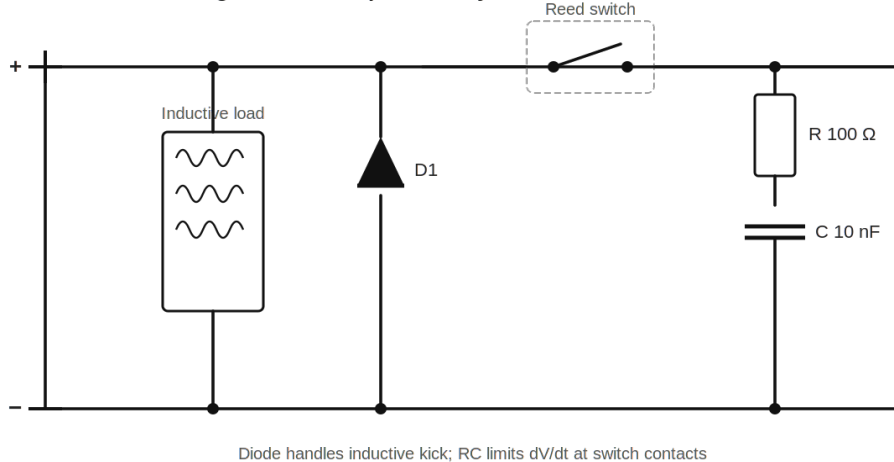 Reed switch
+
Inductive load
R 100 Ω
D1
C 10 nF
−
Diode handles inductive kick; RC limits dV/dt at switch contacts